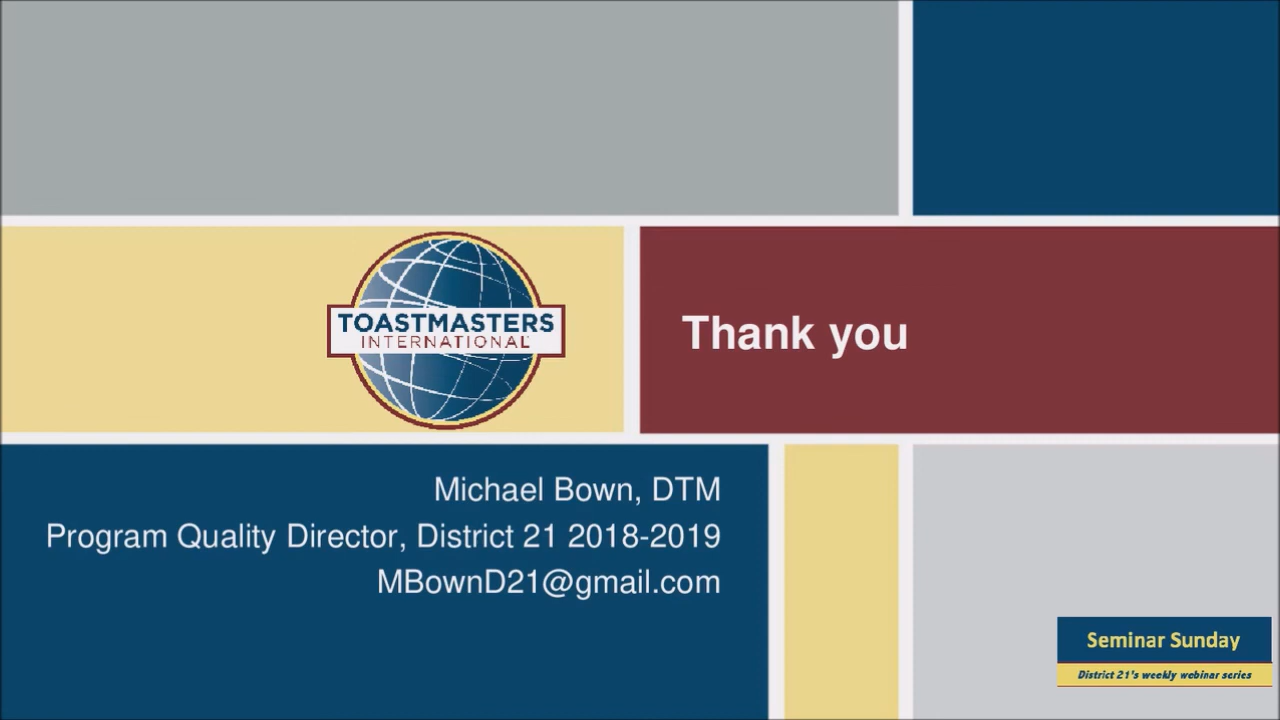 TOASTMASTERS
INTERNATIONAL
Thank you
Michael Bown, DTM
Program Quality Director, District 21 2018-2019
MBownD21@gmail.com
Seminar Sunday
District 21's weekly webinar series